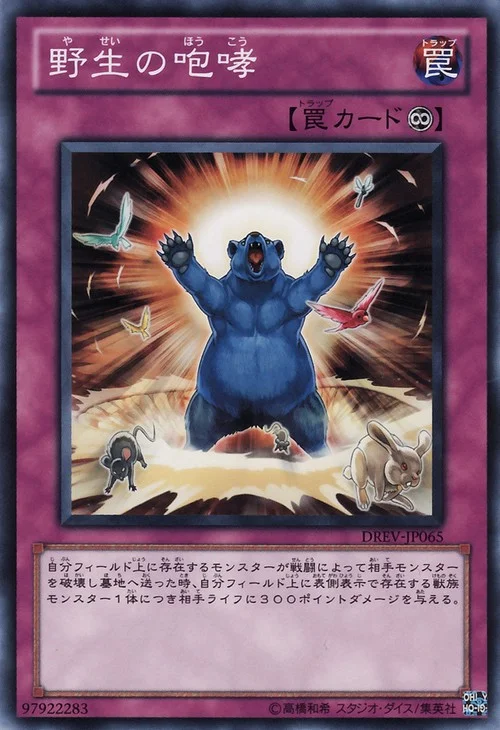 野生の咆哮
罠
【罠カード∞】
DREV-JP065
自分フィールド上に存在するモンスターが戦闘によって相手モンスター
を破壊し墓地へ送った時、自分フィールド上に表側表示で存在する獣族
モンスター1体につき相手ライフに300ポイントダメージを与える。
97922283
©高橋和希 スタジオ・ダイス/集英社